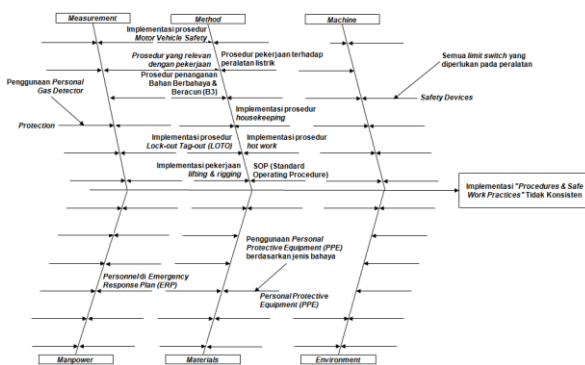 Measurement
Method
Machine
Implementasi prosedur
Motor Vehicle Safety
Prosedur yang relevan
dengan pekerjaan
Prosedur pekerjaan terhadap
peralatan listrik
Semua limit switch yang
diperlukan pada peralatan
Penggunaan Personal
Gas Detector
Prosedur penanganan
Bahan Berbahaya &
Beracun (B3)
Safety Devices
Protection
Implementasi prosedur
housekeeping
Implementasi prosedur
Lock-out Tag-out (LOTO)
Implementasi prosedur
hot work
Implementasi pekerjaan
lifting & rigging
SOP (Standard
Operating Procedure)
Implementasi "Procedures & Safe
Work Practices" Tidak Konsisten
Penggunaan Personal
Protective Equipment (PPE)
berdasarkan jenis bahaya
Personnel di Emergency
Response Plan (ERP)
Personal Protective
Equipment (PPE)
Manpower
Materials
Environment